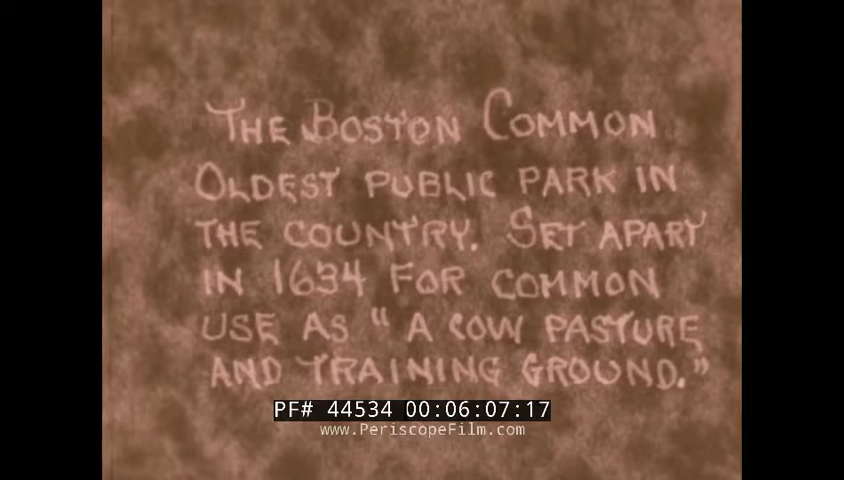 THE BOSTON COMMON
OLDEST PUBLIC PARK IN
THE COUNTRY. SET APART
IN 1634 FOR COMMON
USE AS "A COW PASTURE
AND TRAINING GROUND."
PF# 44534 00:06:07:17
www.PeriscopeFilm.com